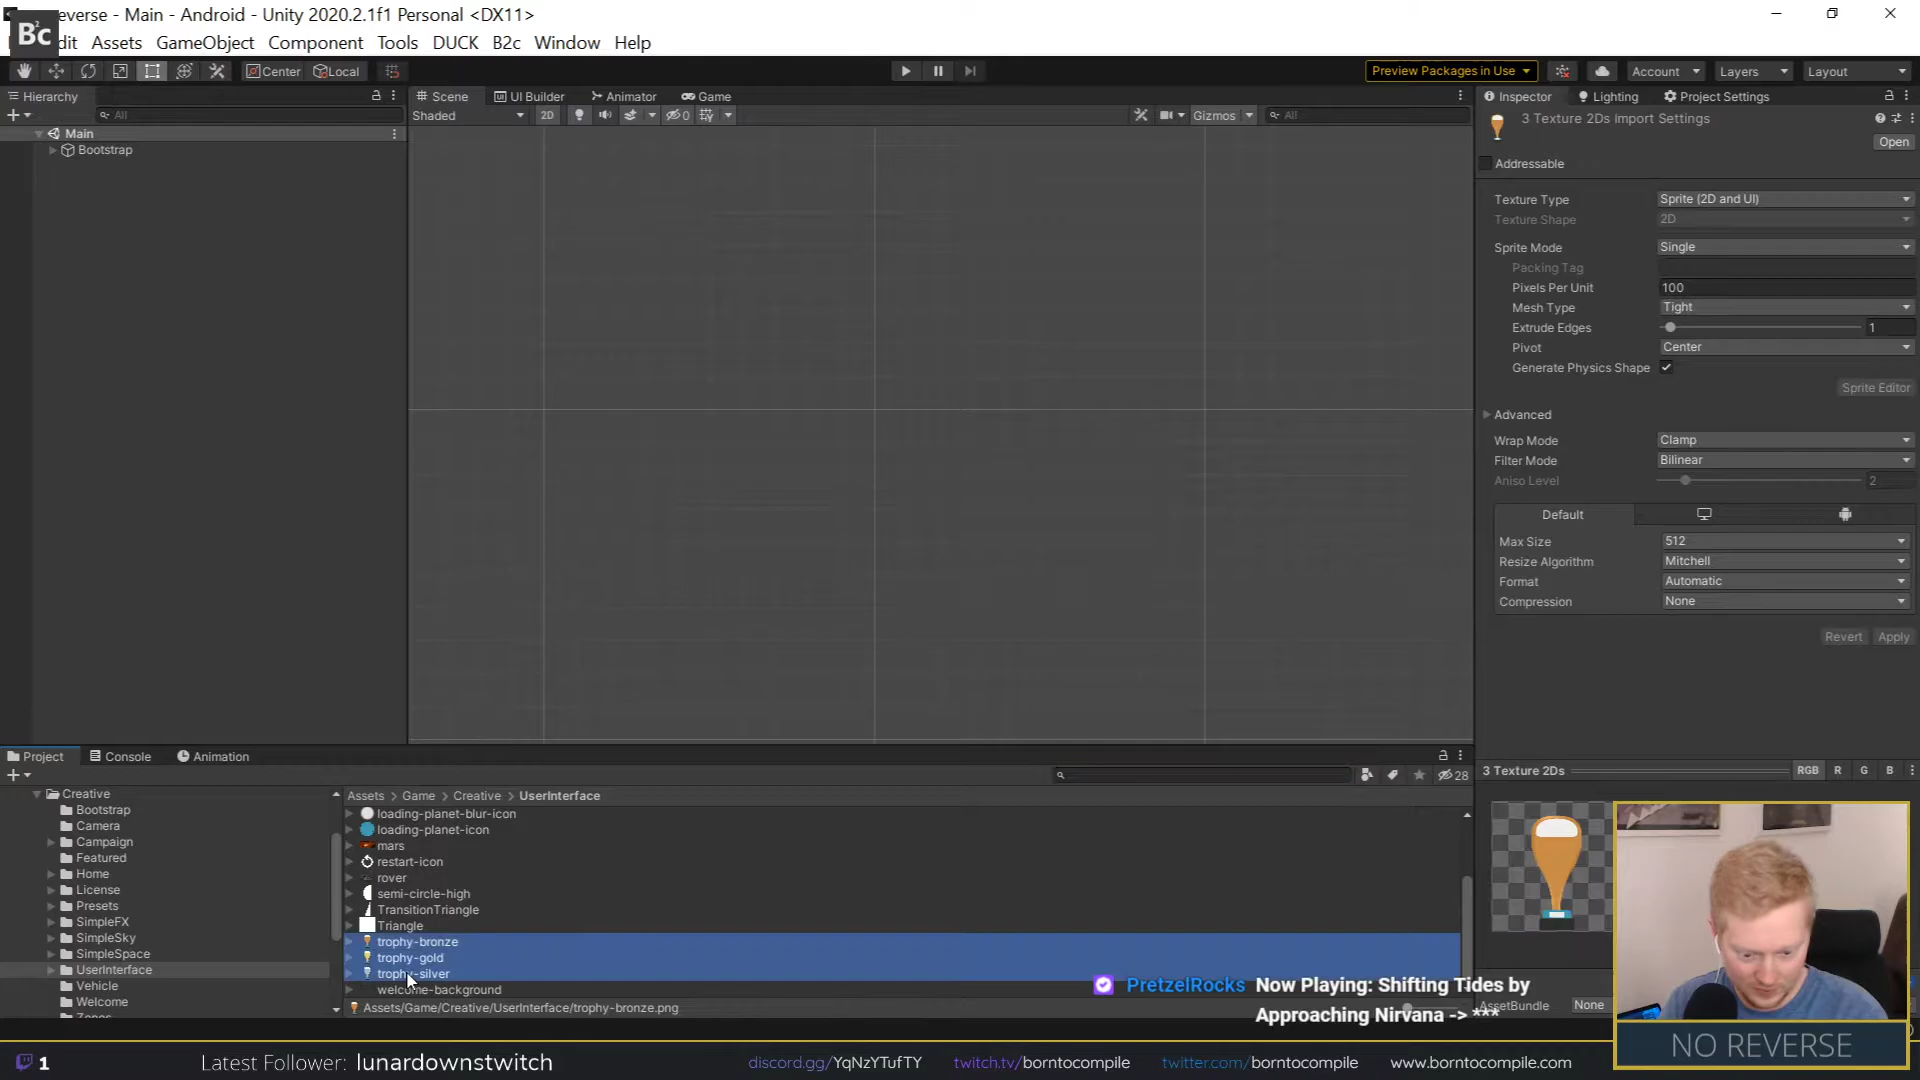 everse - Main - Android - Unity 2020.2.1f1 Personal <DX11>
B²c
dit Assets GameObject Component Tools DUCK B2c Window Help
Center Local Preview Packages in Use Account Layers Layout
Hierarchy
All
Main
Bootstrap
Scene UI Builder Animator Game
Shaded 2D 0 Gizmos All
Inspector Lighting Project Settings
3 Texture 2Ds Import Settings
Open
Addressable
Texture Type Sprite (2D and UI)
Texture Shape 2D
Sprite Mode Single
Packing Tag
Pixels Per Unit 100
Mesh Type Tight
Extrude Edges 1
Pivot Center
Generate Physics Shape
Sprite Editor
Advanced
Wrap Mode Clamp
Filter Mode Bilinear
Aniso Level 2
Default
Max Size 512
Resize Algorithm Mitchell
Format Automatic
Compression None
Revert Apply
Project Console Animation
28
Creative
Bootstrap
Camera
Campaign
Featured
Home
License
Presets
SimpleFX
SimpleSky
SimpleSpace
UserInterface
Vehicle
Welcome
Assets > Game > Creative > UserInterface
loading-planet-blur-icon
loading-planet-icon
mars
restart-icon
rover
semi-circle-high
TransitionTriangle
Triangle
trophy-bronze
trophy-gold
trophy-silver
welcome-background
Assets/Game/Creative/UserInterface/trophy-bronze.png
3 Texture 2Ds RGB R G B
AssetBundle None
PretzelRocks Now Playing: Shifting Tides by
Approaching Nirvana -> ***
NO REVERSE
1 Latest Follower: lunardownstwitch discord.gg/YqNzYTufTY twitch.tv/borntocompile twitter.com/borntocompile www.borntocompile.com